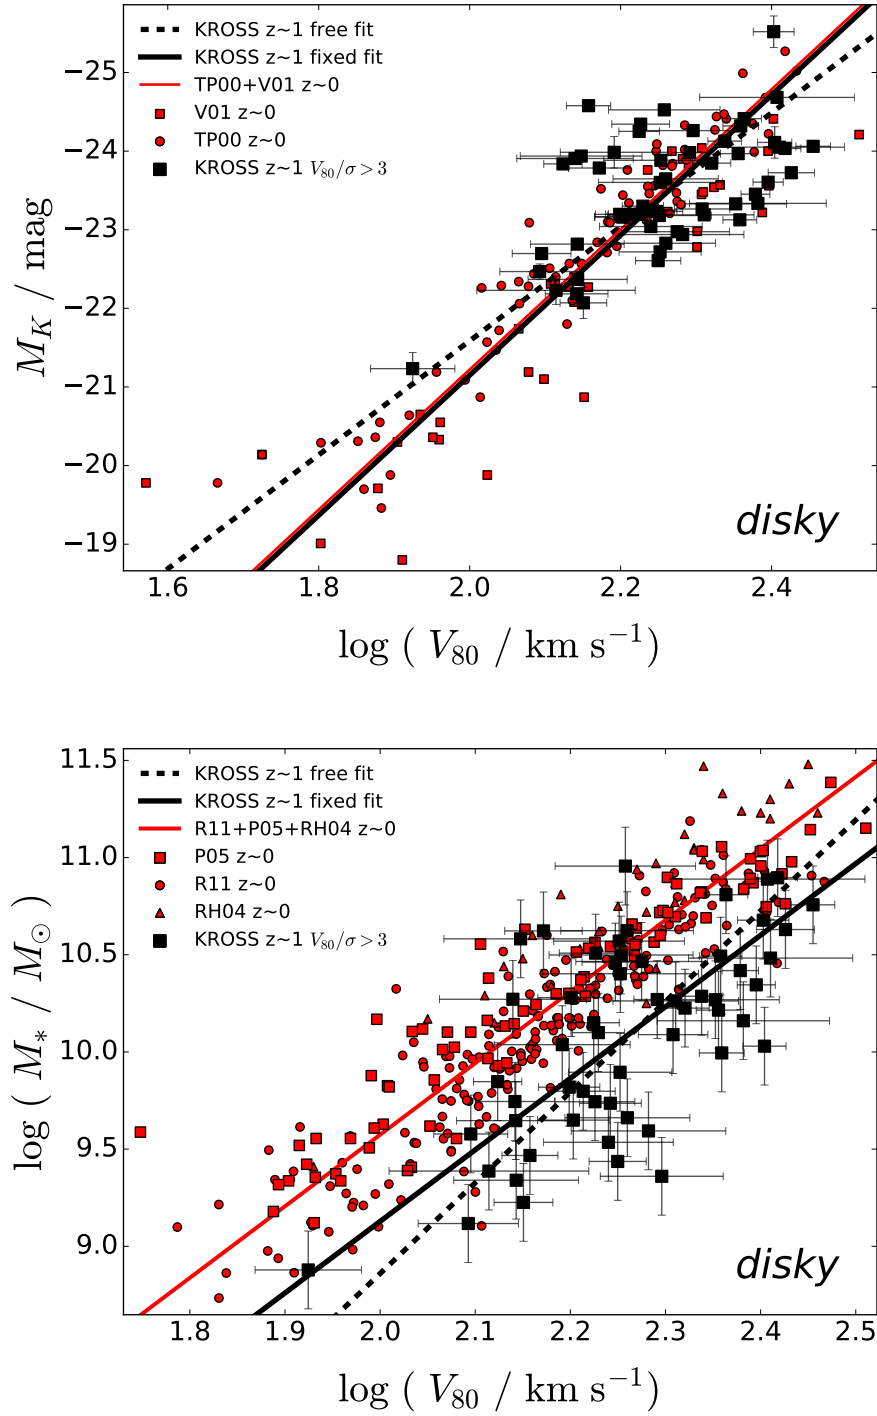 KROSS z~1 free fit
KROSS z~1 fixed fit
TP00+V01 z~0
V01 z~0
TP00 z~0
KROSS z~1 V₈₀/σ > 3
−25
−24
−23
−22
−21
−20
−19
M_K / mag
disky
1.6 1.8 2.0 2.2 2.4
log ( V₈₀ / km s⁻¹)
KROSS z~1 free fit
KROSS z~1 fixed fit
R11+P05+RH04 z~0
P05 z~0
R11 z~0
RH04 z~0
KROSS z~1 V₈₀/σ > 3
11.5
11.0
10.5
10.0
9.5
9.0
log ( M_* / M_⊙)
disky
1.8 1.9 2.0 2.1 2.2 2.3 2.4 2.5
log ( V₈₀ / km s⁻¹)